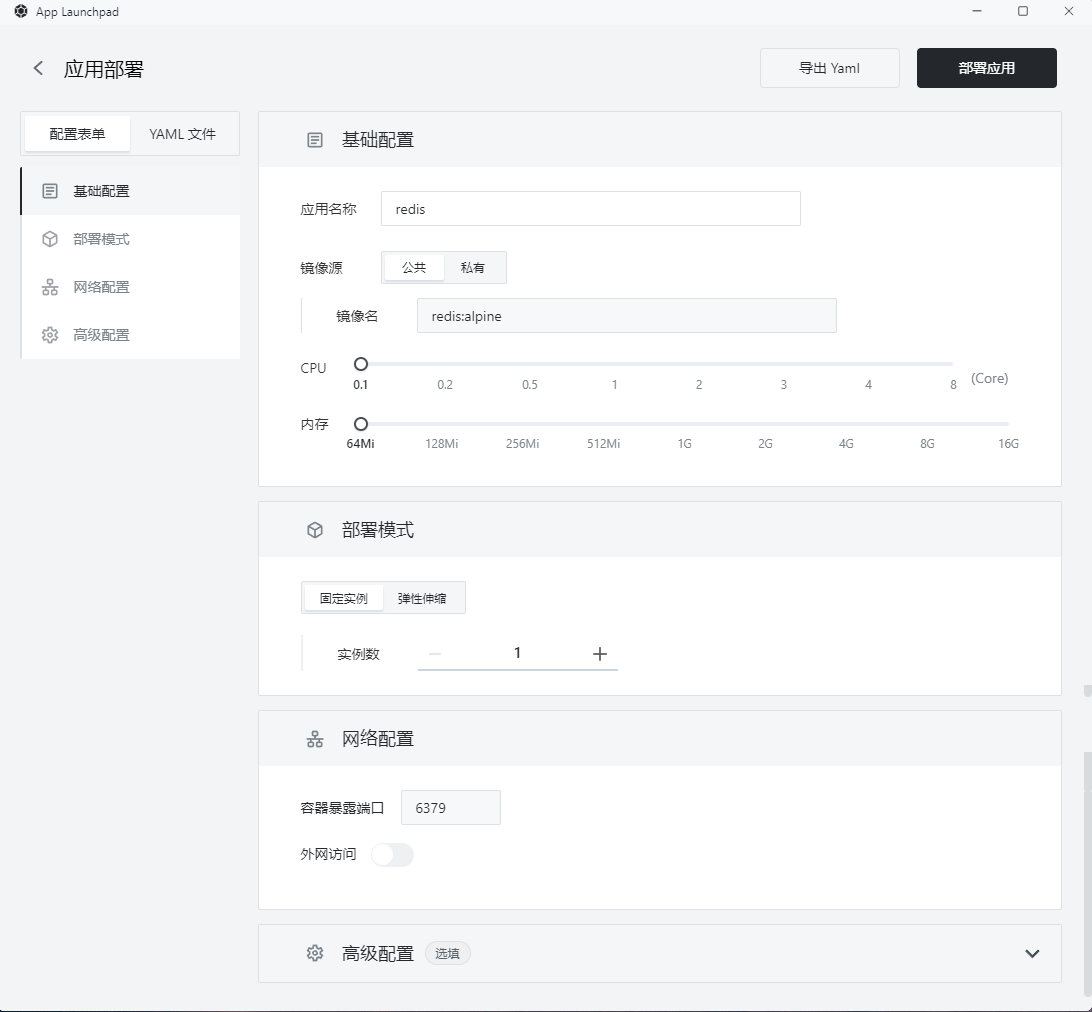 App Launchpad
应用部署
导出 Yaml
部署应用
配置表单
YAML 文件
基础配置
部署模式
网络配置
高级配置
基础配置
应用名称 redis
镜像源 公共 私有
镜像名 redis:alpine
CPU
0.1 0.2 0.5 1 2 3 4 8 (Core)
内存
64Mi 128Mi 256Mi 512Mi 1G 2G 4G 8G 16G
部署模式
固定实例 弹性伸缩
实例数 1
网络配置
容器暴露端口 6379
外网访问
高级配置 选填